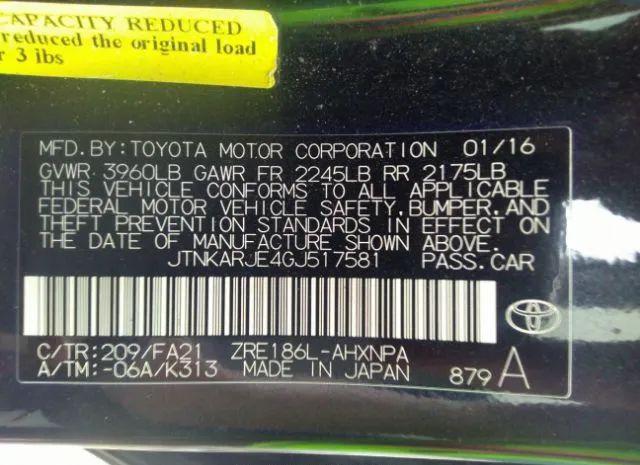 CAPACITY REDUCED
reduced the original load
3 lbs
MFD. BY: TOYOTA MOTOR CORPORATION 01/16
GVWR 3960LB GAWR FR 2245LB RR 2175LB
THIS VEHICLE CONFORMS TO ALL APPLICABLE
FEDERAL MOTOR VEHICLE SAFETY, BUMPER, AND
THEFT PREVENTION STANDARDS IN EFFECT ON
THE DATE OF MANUFACTURE SHOWN ABOVE.
JTNKARJE4GJ517581 PASS. CAR
C/TR: 209/FA21 ZRE186L-AHXNPA
A/TM: -06A/K313 MADE IN JAPAN 879 A